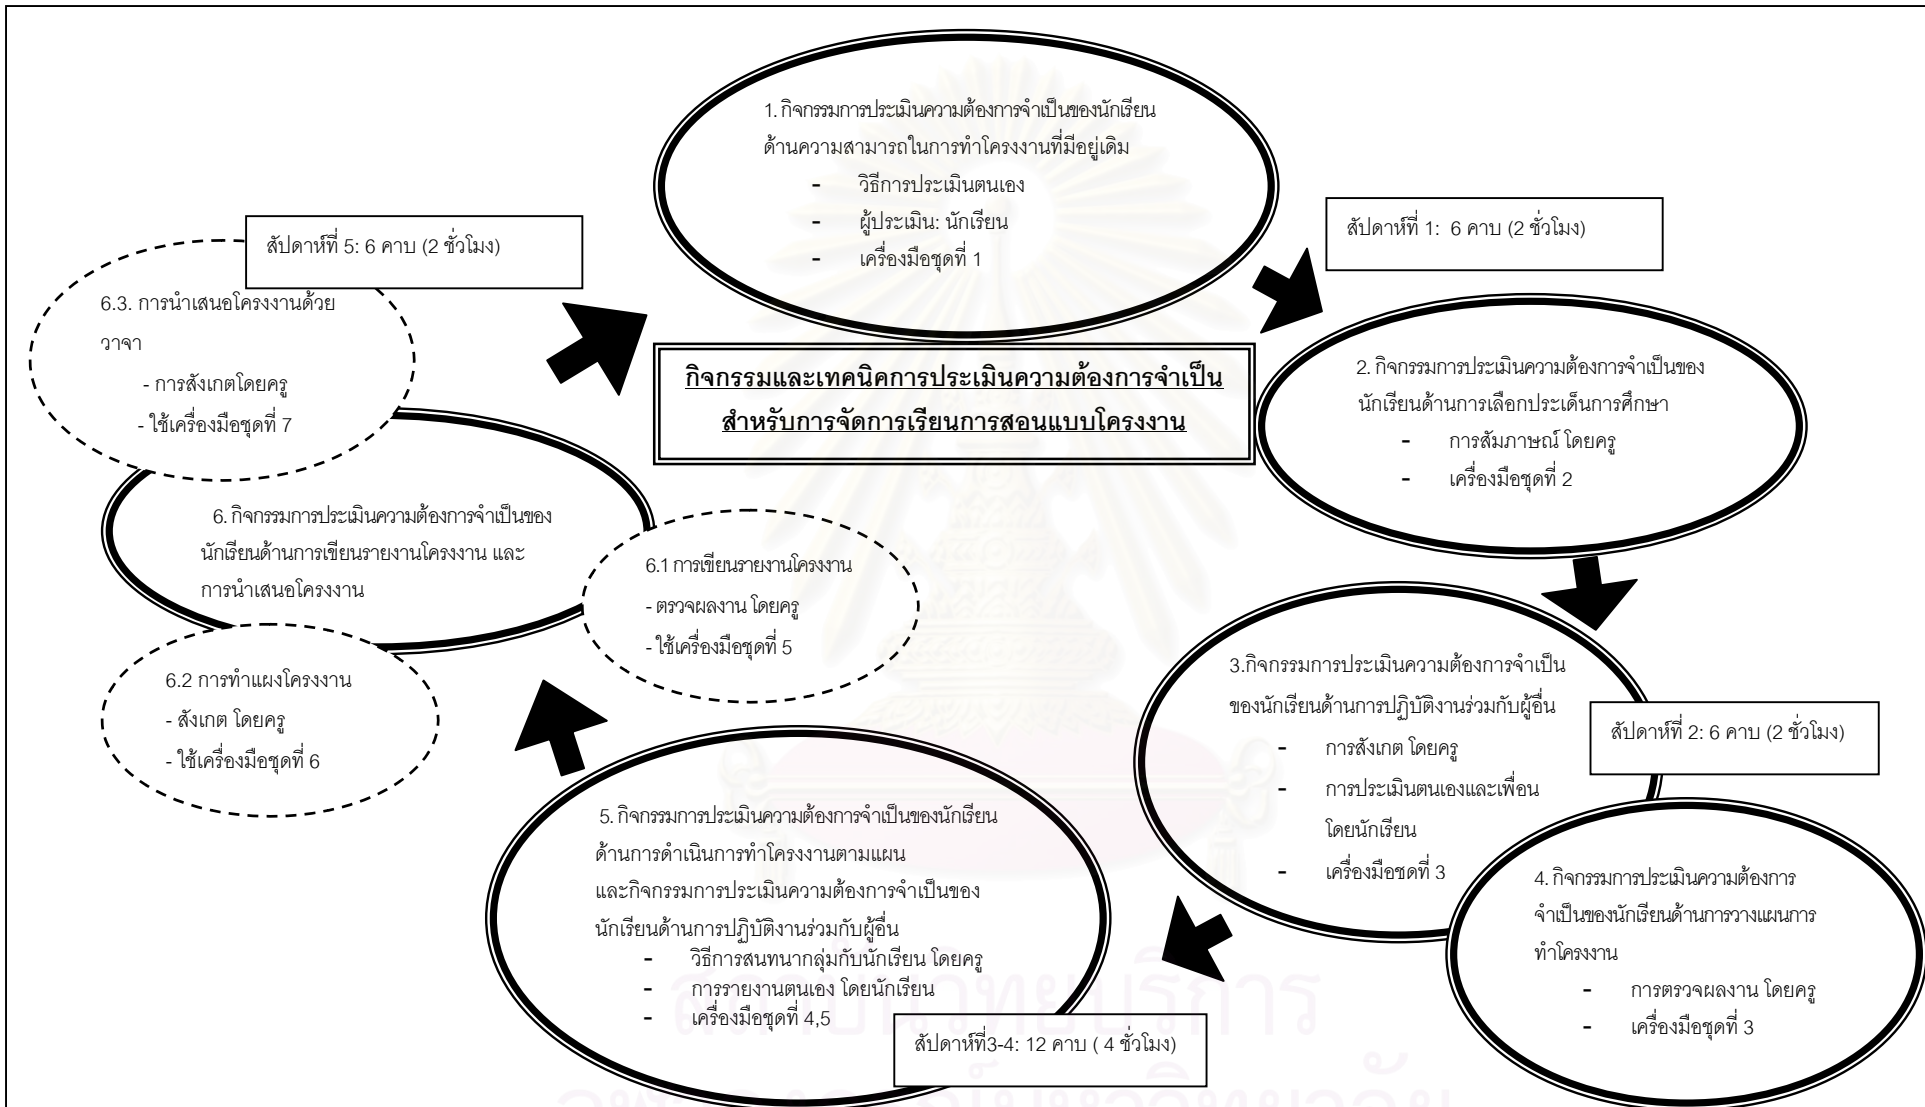 1. กิจกรรมการประเมินความต้องการจำเป็นของนักเรียน
ด้านความสามารถในการทำโครงงานที่มีอยู่เดิม
- วิธีการประเมินตนเอง
- ผู้ประเมิน: นักเรียน
- เครื่องมือชุดที่ 1
สัปดาห์ที่ 1: 6 คาบ (2 ชั่วโมง)
กิจกรรมและเทคนิคการประเมินความต้องการจำเป็น
สำหรับการจัดการเรียนการสอนแบบโครงงาน
2. กิจกรรมการประเมินความต้องการจำเป็นของ
นักเรียนด้านการเลือกประเด็นการศึกษา
- การสัมภาษณ์ โดยครู
- เครื่องมือชุดที่ 2
3.กิจกรรมการประเมินความต้องการจำเป็น
ของนักเรียนด้านการปฏิบัติงานร่วมกับผู้อื่น
- การสังเกต โดยครู
- การประเมินตนเองและเพื่อน
โดยนักเรียน
- เครื่องมือชดที่ 3
สัปดาห์ที่ 2: 6 คาบ (2 ชั่วโมง)
4. กิจกรรมการประเมินความต้องการ
จำเป็นของนักเรียนด้านการวางแผนการ
ทำโครงงาน
- การตรวจผลงาน โดยครู
- เครื่องมือชุดที่ 3
5. กิจกรรมการประเมินความต้องการจำเป็นของนักเรียน
ด้านการดำเนินการทำโครงงานตามแผน
และกิจกรรมการประเมินความต้องการจำเป็นของ
นักเรียนด้านการปฏิบัติงานร่วมกับผู้อื่น
- วิธีการสนทนากลุ่มกับนักเรียน โดยครู
- การรายงานตนเอง โดยนักเรียน
- เครื่องมือชุดที่ 4,5
สัปดาห์ที่3-4: 12 คาบ ( 4 ชั่วโมง)
6. กิจกรรมการประเมินความต้องการจำเป็นของ
นักเรียนด้านการเขียนรายงานโครงงาน และ
การนำเสนอโครงงาน
6.1 การเขียนรายงานโครงงาน
- ตรวจผลงาน โดยครู
- ใช้เครื่องมือชุดที่ 5
6.2 การทำแผงโครงงาน
- สังเกต โดยครู
- ใช้เครื่องมือชุดที่ 6
6.3. การนำเสนอโครงงานด้วย
วาจา
- การสังเกตโดยครู
- ใช้เครื่องมือชุดที่ 7
สัปดาห์ที่ 5: 6 คาบ (2 ชั่วโมง)
สถาบันวิทยบริการ